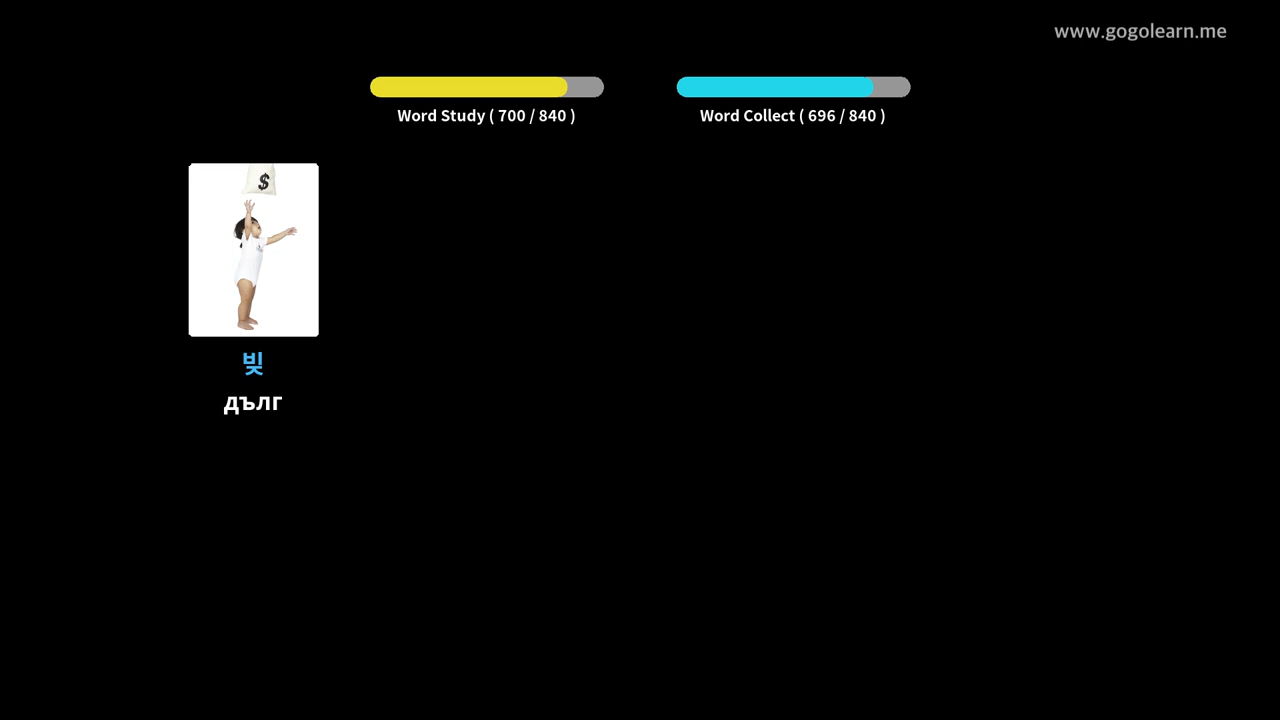 www.gogolearn.me
Word Study ( 700 / 840 )
Word Collect ( 696 / 840 )
$
빚
дълг